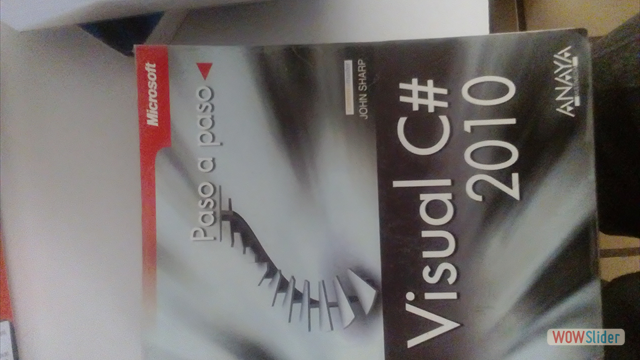 Microsoft
Paso a paso
JOHN SHARP
Visual C#
2010
ANAYA
WOWSlider